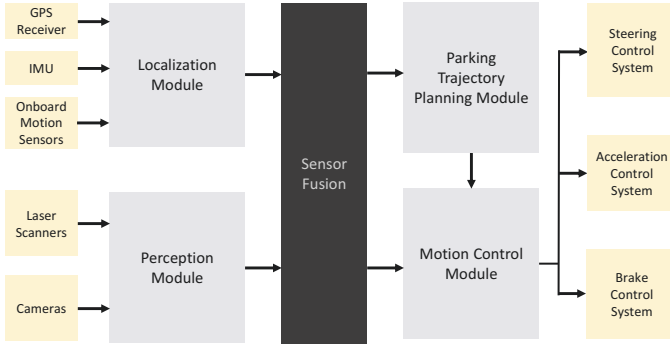 GPS
Receiver
IMU
Onboard
Motion
Sensors
Localization
Module
Laser
Scanners
Cameras
Perception
Module
Sensor
Fusion
Parking
Trajectory
Planning Module
Motion Control
Module
Steering
Control
System
Acceleration
Control
System
Brake
Control
System